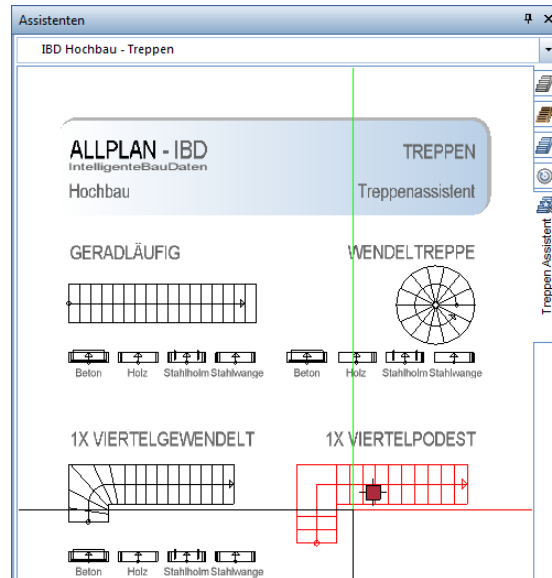 Assistenten
IBD Hochbau - Treppen
ALLPLAN - IBD
IntelligenteBauDaten
TREPPEN
Hochbau
Treppenassistent
Treppen Assistent
GERADLÄUFIG
WENDELTREPPE
Beton Holz Stahlholm Stahlwange
Beton Holz Stahlholm Stahlwange
1X VIERTELGEWENDELT
1X VIERTELPODEST
Beton Holz Stahlholm Stahlwange